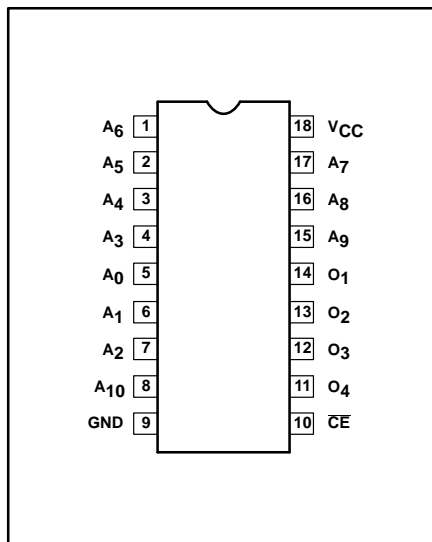 A6 1 18 VCC
A5 2 17 A7
A4 3 16 A8
A3 4 15 A9
A0 5 14 O1
A1 6 13 O2
A2 7 12 O3
A10 8 11 O4
GND 9 10 C̅E̅